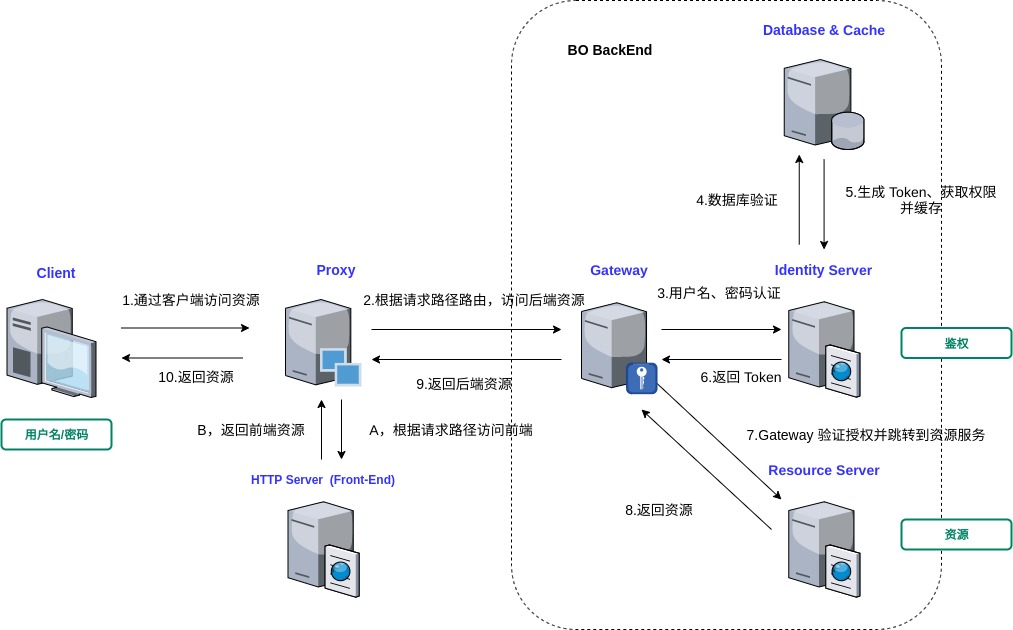 Database & Cache
BO BackEnd
4.数据库验证
5.生成 Token、获取权限
并缓存
Client
Proxy
Gateway
Identity Server
1.通过客户端访问资源
2.根据请求路径路由，访问后端资源
3.用户名、密码认证
鉴权
10.返回资源
9.返回后端资源
6.返回 Token
用户名/密码
B，返回前端资源
A，根据请求路径访问前端
7.Gateway 验证授权并跳转到资源服务
HTTP Server (Front-End)
Resource Server
8.返回资源
资源